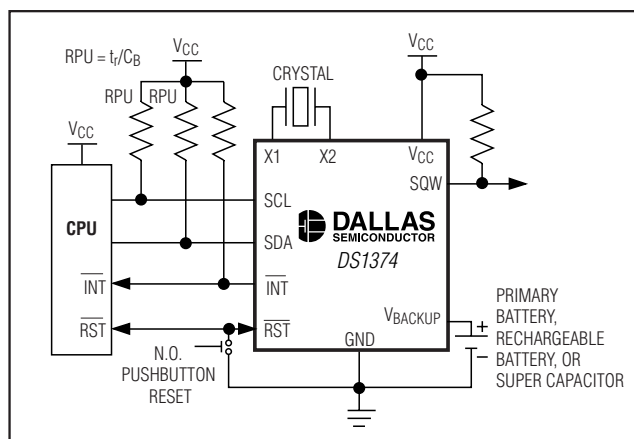 RPU = tr/CB
VCC
VCC
CRYSTAL
RPU
RPU
VCC
X1
X2
VCC
SCL
SQW
CPU
DALLAS
SEMICONDUCTOR
DS1374
SDA
INT
INT
VBACKUP
PRIMARY
BATTERY,
RECHARGEABLE
BATTERY, OR
SUPER CAPACITOR
+
−
RST
RST
GND
N.O.
PUSHBUTTON
RESET